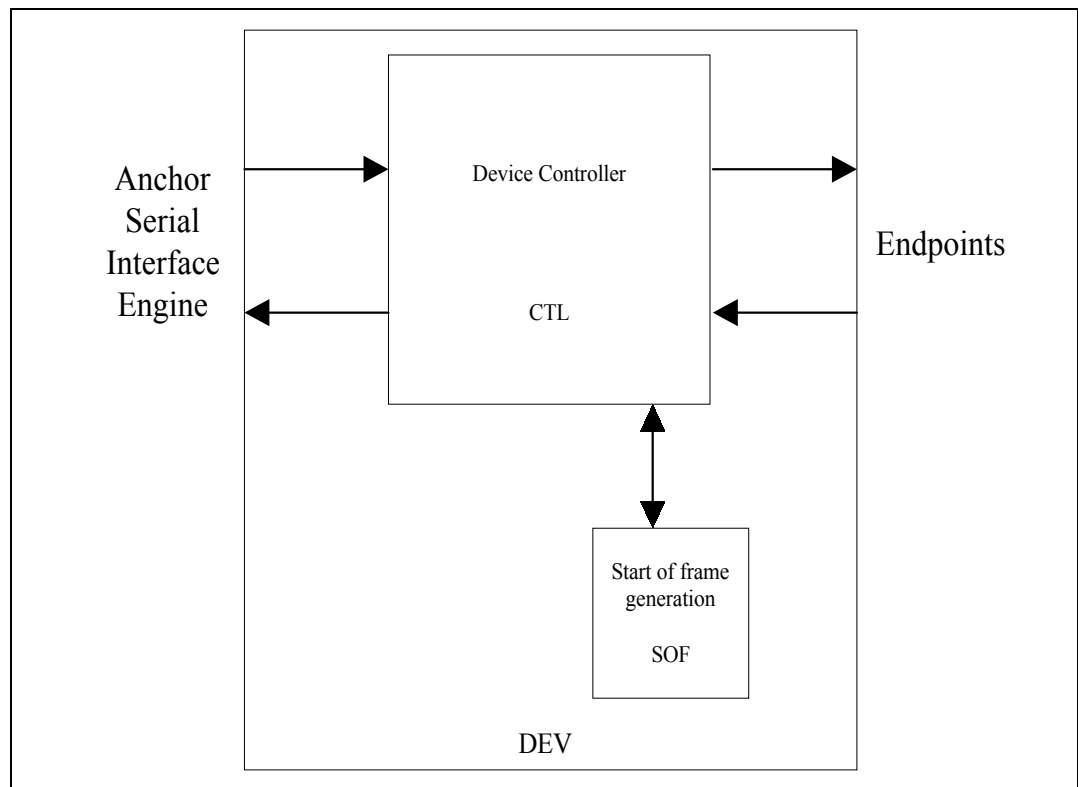 Anchor
Serial
Interface
Engine
Device Controller
CTL
Endpoints
Start of frame
generation
SOF
DEV